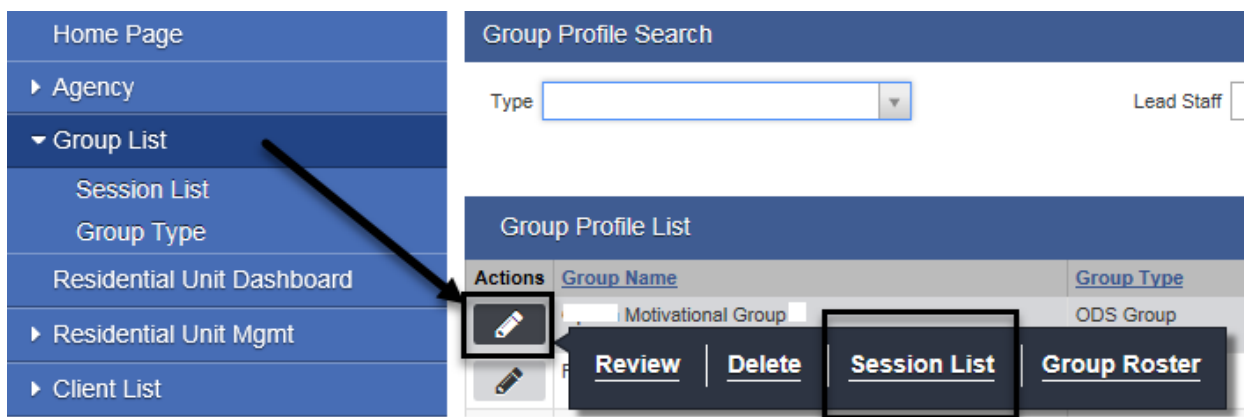 Home Page
Agency
Group List
Session List
Group Type
Residential Unit Dashboard
Residential Unit Mgmt
Client List
Group Profile Search
Type
Lead Staff
Group Profile List
Actions Group Name Group Type
Motivational Group ODS Group
Review Delete Session List Group Roster